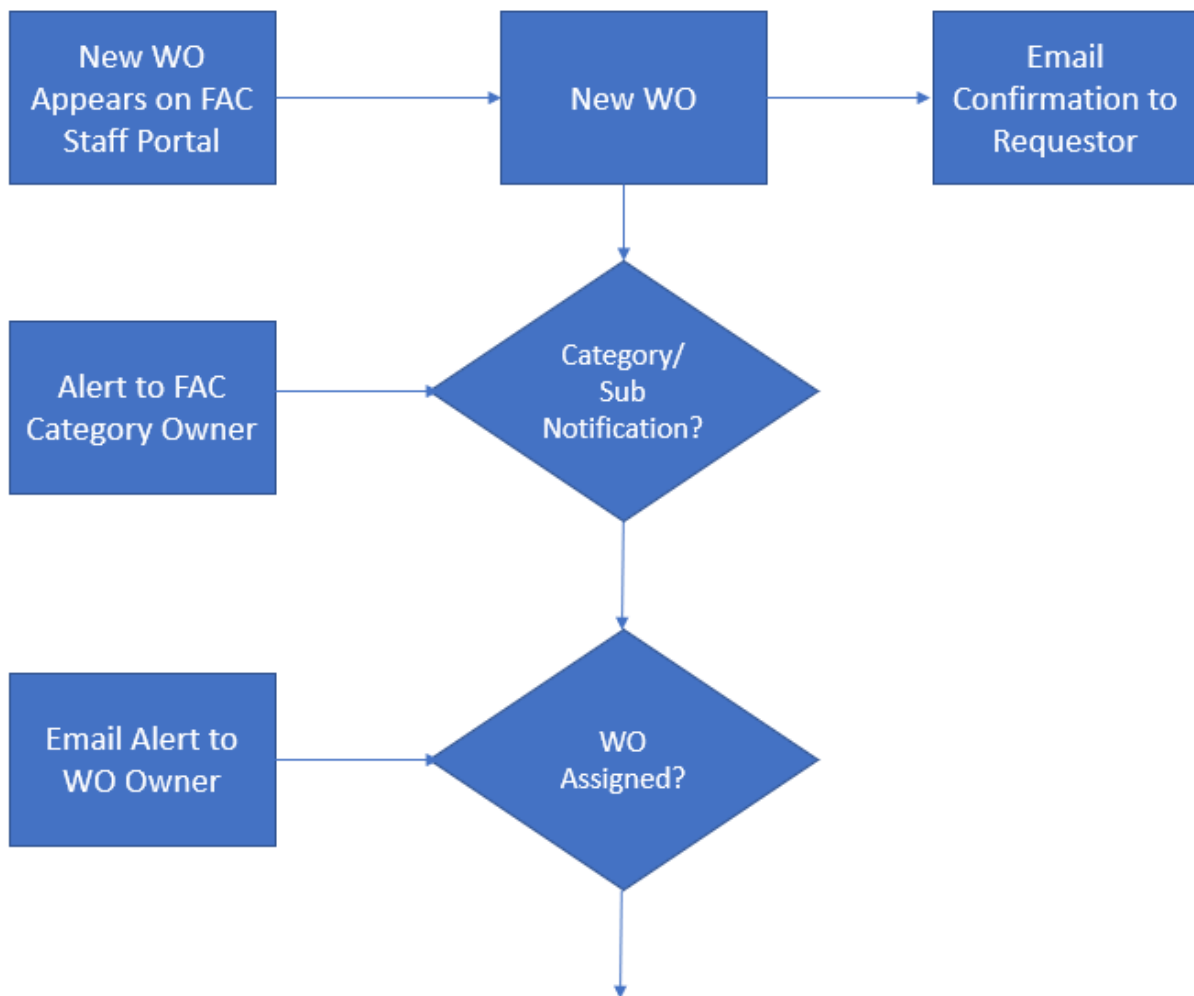 New WO
Appears on FAC
Staff Portal
New WO
Email
Confirmation to
Requestor
Alert to FAC
Category Owner
Category/
Sub
Notification?
Email Alert to
WO Owner
WO
Assigned?